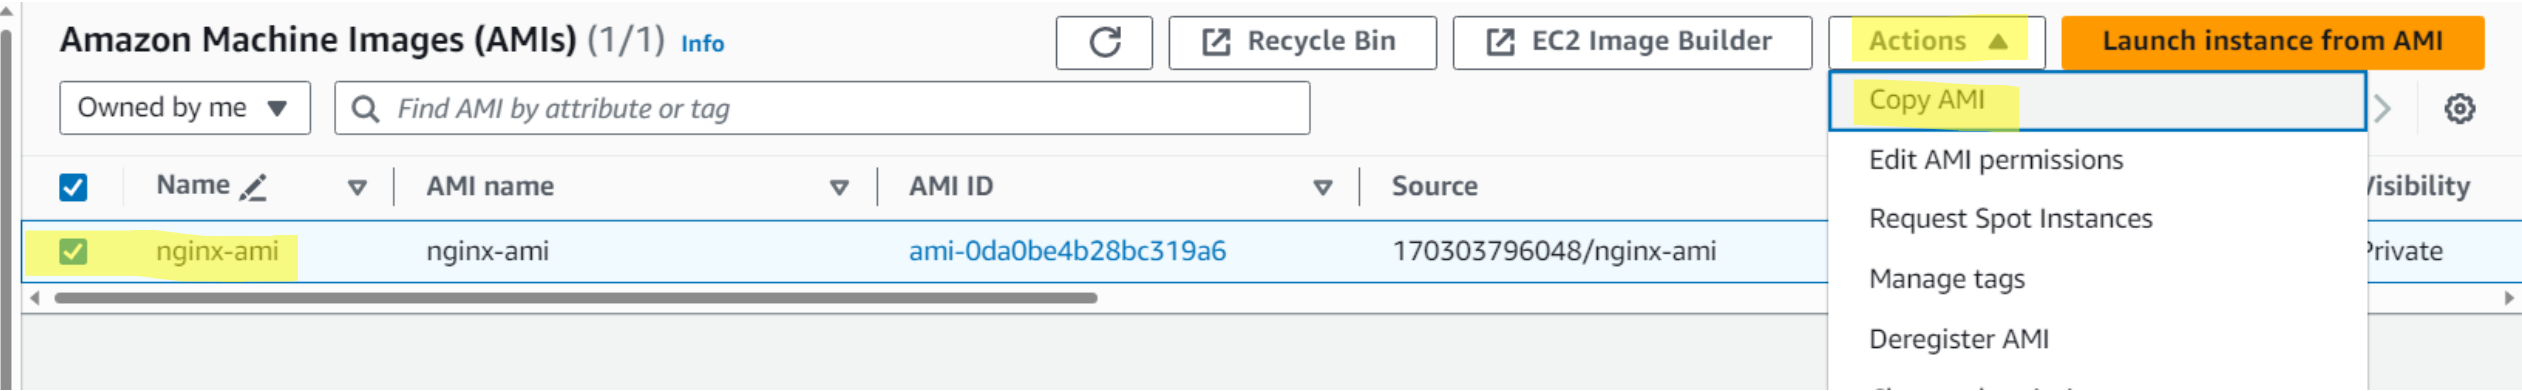 Amazon Machine Images (AMIs) (1/1) Info
Recycle Bin
EC2 Image Builder
Actions
Launch instance from AMI
Owned by me
Find AMI by attribute or tag
Copy AMI
Edit AMI permissions
Request Spot Instances
Manage tags
Deregister AMI
Name
AMI name
AMI ID
Source
Visibility
nginx-ami
nginx-ami
ami-0da0be4b28bc319a6
170303796048/nginx-ami
Private